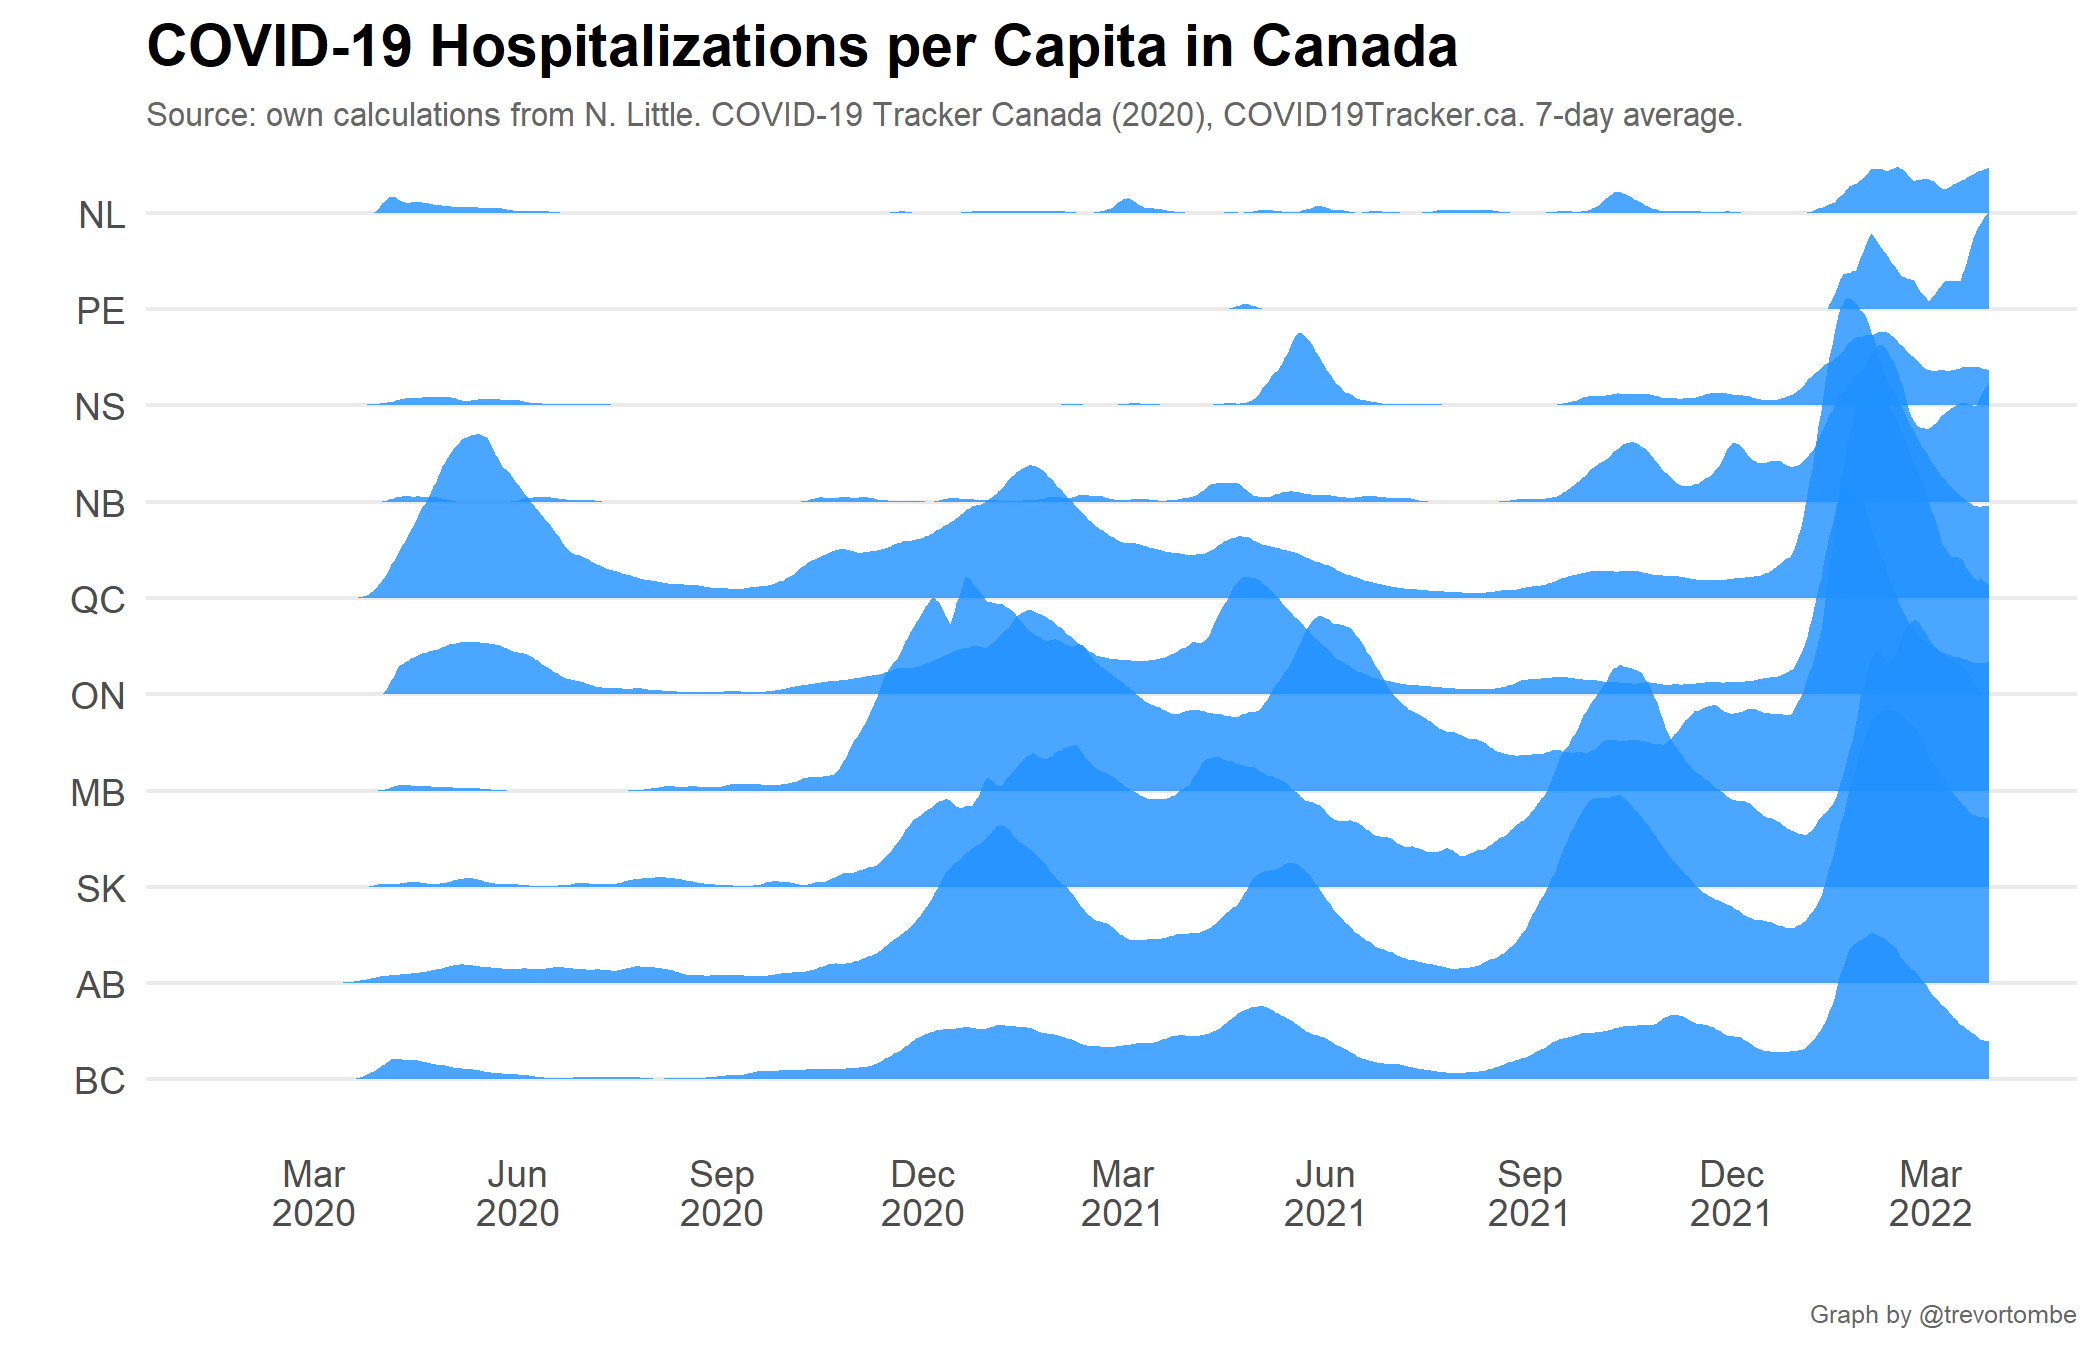 COVID-19 Hospitalizations per Capita in Canada
Source: own calculations from N. Little. COVID-19 Tracker Canada (2020), COVID19Tracker.ca. 7-day average.
NL
PE
NS
NB
QC
ON
MB
SK
AB
BC
Mar Jun Sep Dec Mar Jun Sep Dec Mar
2020 2020 2020 2020 2021 2021 2021 2021 2022
Graph by @trevortombe